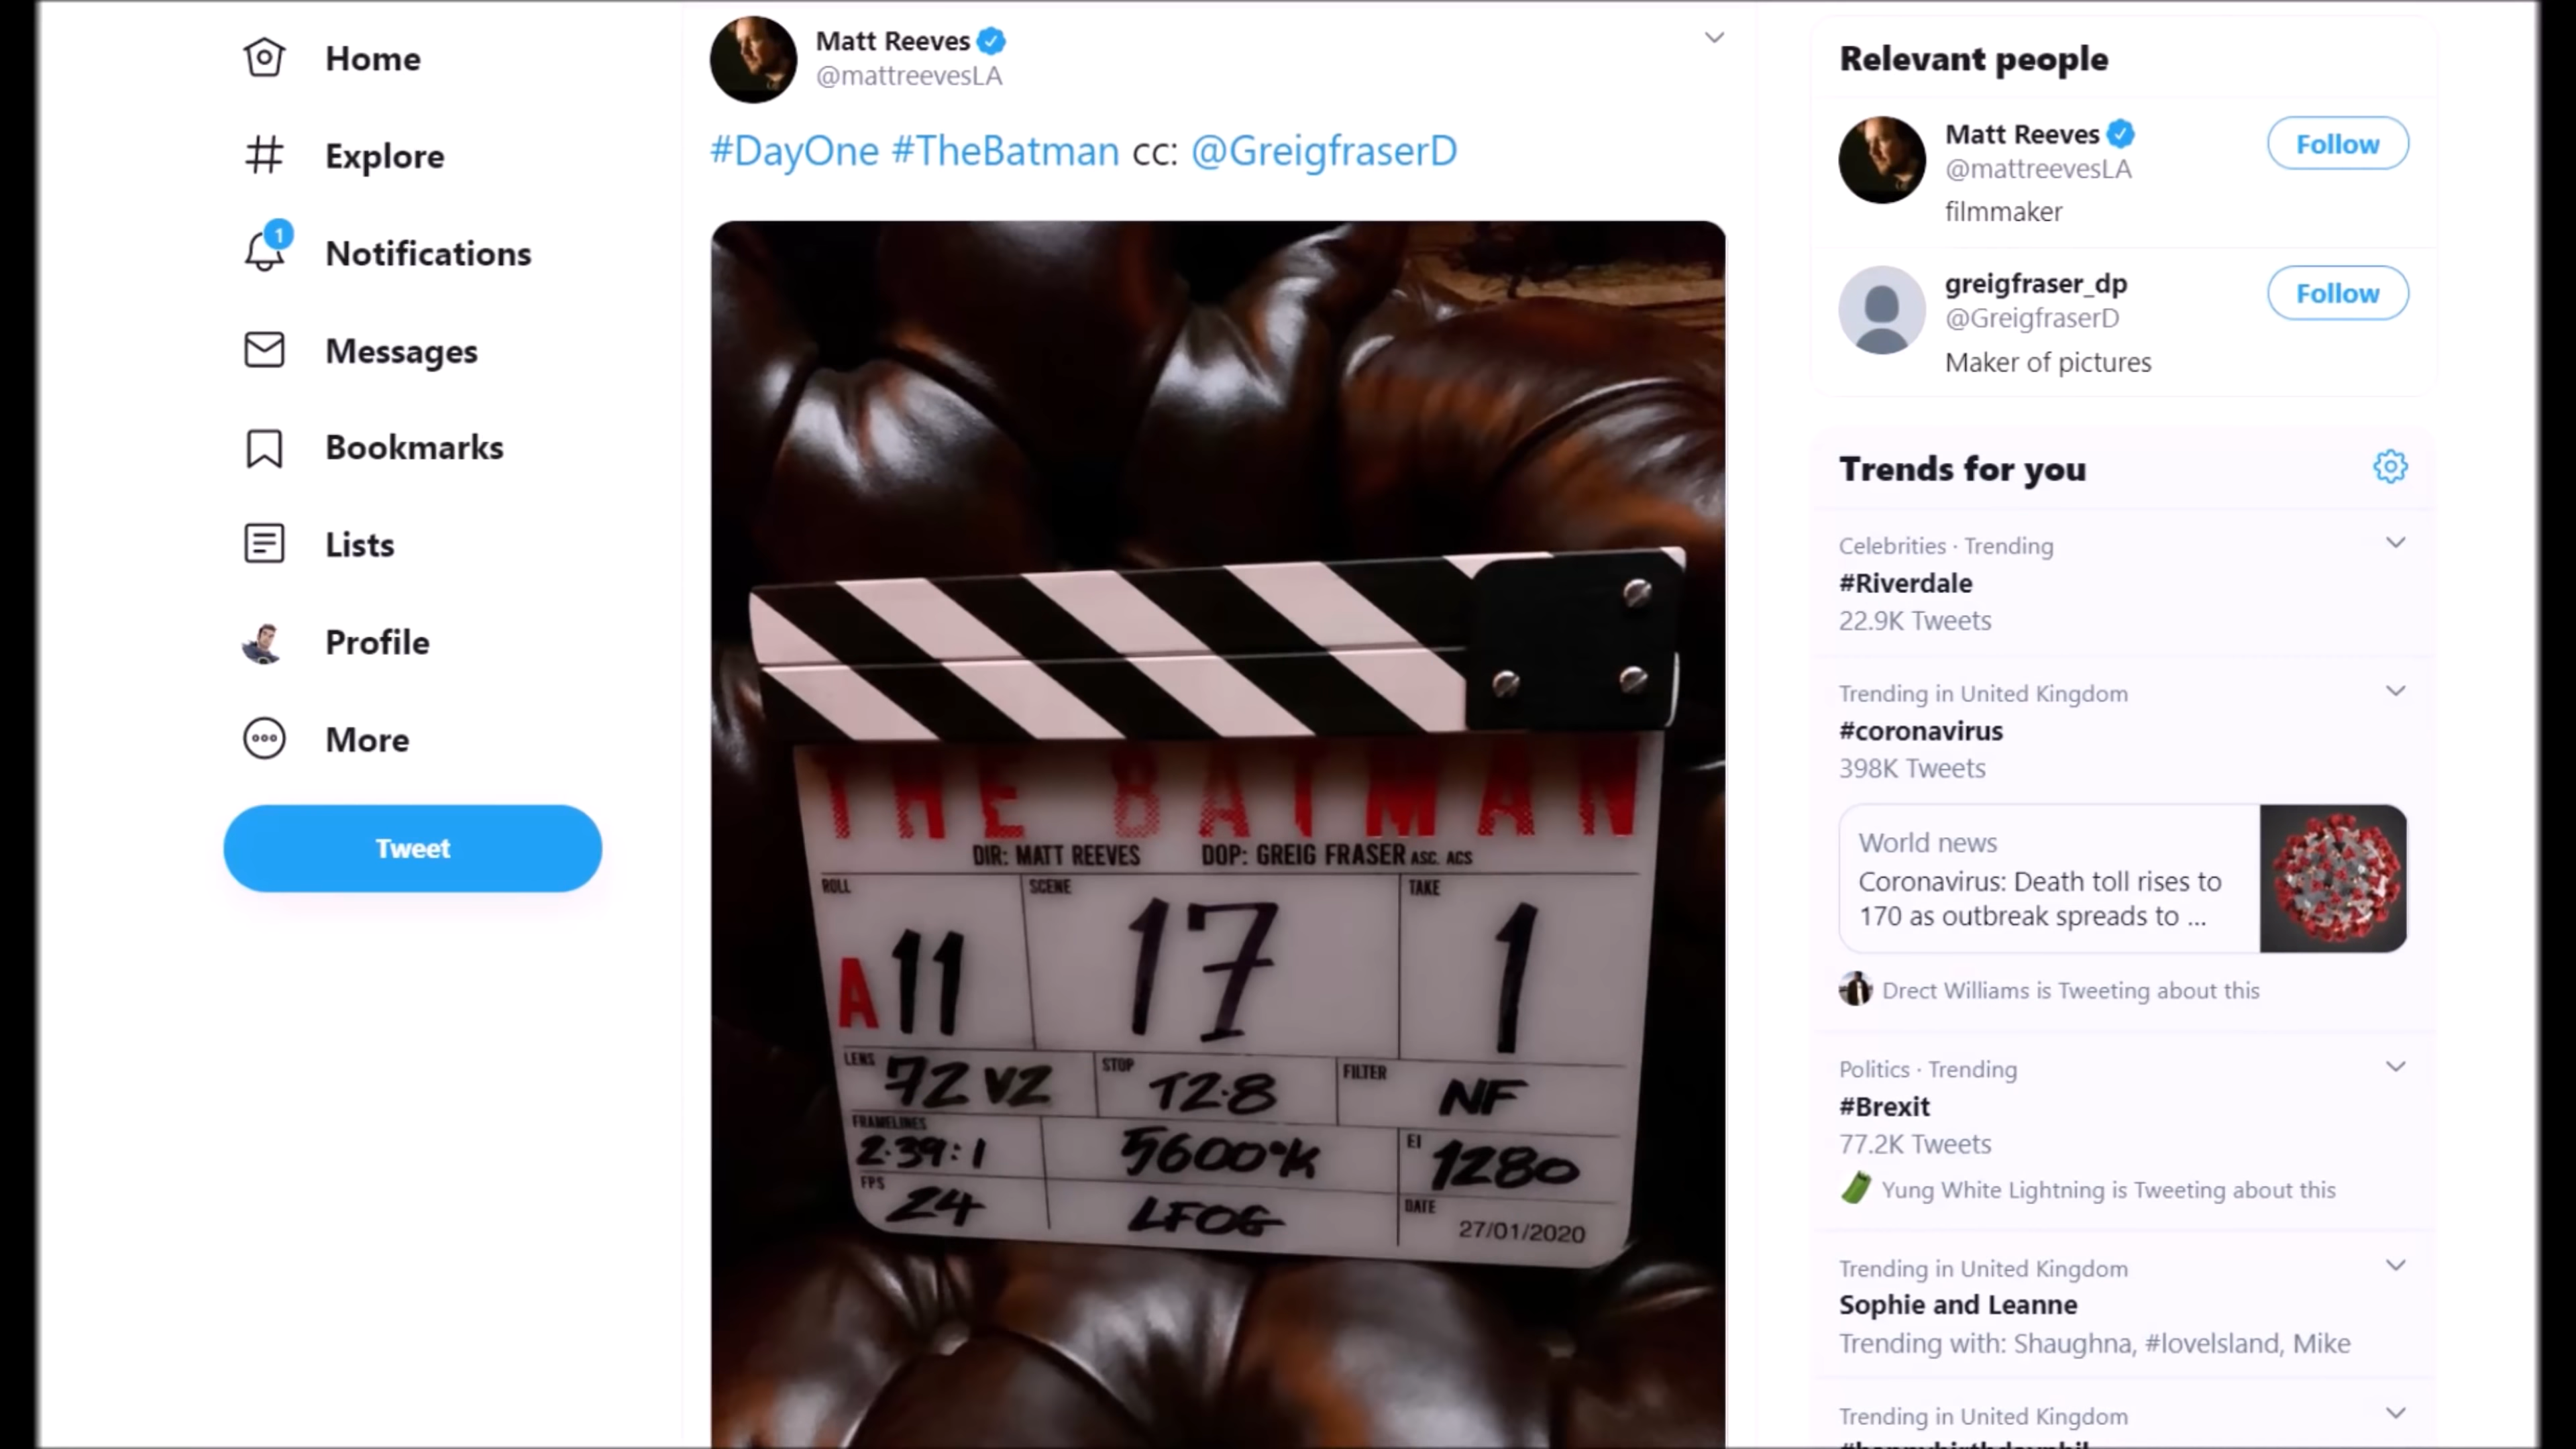 Home
Explore
1
Notifications
Messages
Bookmarks
Lists
Profile
More
Tweet
Matt Reeves
@mattreevesLA
#DayOne #TheBatman cc: @GreigfraserD
THE BATMAN
DIR: MATT REEVES DOP: GREIG FRASER ASC. ACS
ROLL SCENE TAKE
A 11 17 1
LENS 72 V2 STOP T2.8 FILTER NF
FRAMELINES 2.39:1 5600°K EI 1280
FPS 24 LFOG DATE 27/01/2020
Relevant people
Matt Reeves
@mattreevesLA
Follow
filmmaker
greigfraser_dp
@GreigfraserD
Follow
Maker of pictures
Trends for you
Celebrities · Trending
#Riverdale
22.9K Tweets
Trending in United Kingdom
#coronavirus
398K Tweets
World news
Coronavirus: Death toll rises to
170 as outbreak spreads to ...
Drect Williams is Tweeting about this
Politics · Trending
#Brexit
77.2K Tweets
Yung White Lightning is Tweeting about this
Trending in United Kingdom
Sophie and Leanne
Trending with: Shaughna, #loveIsland, Mike
Trending in United Kingdom